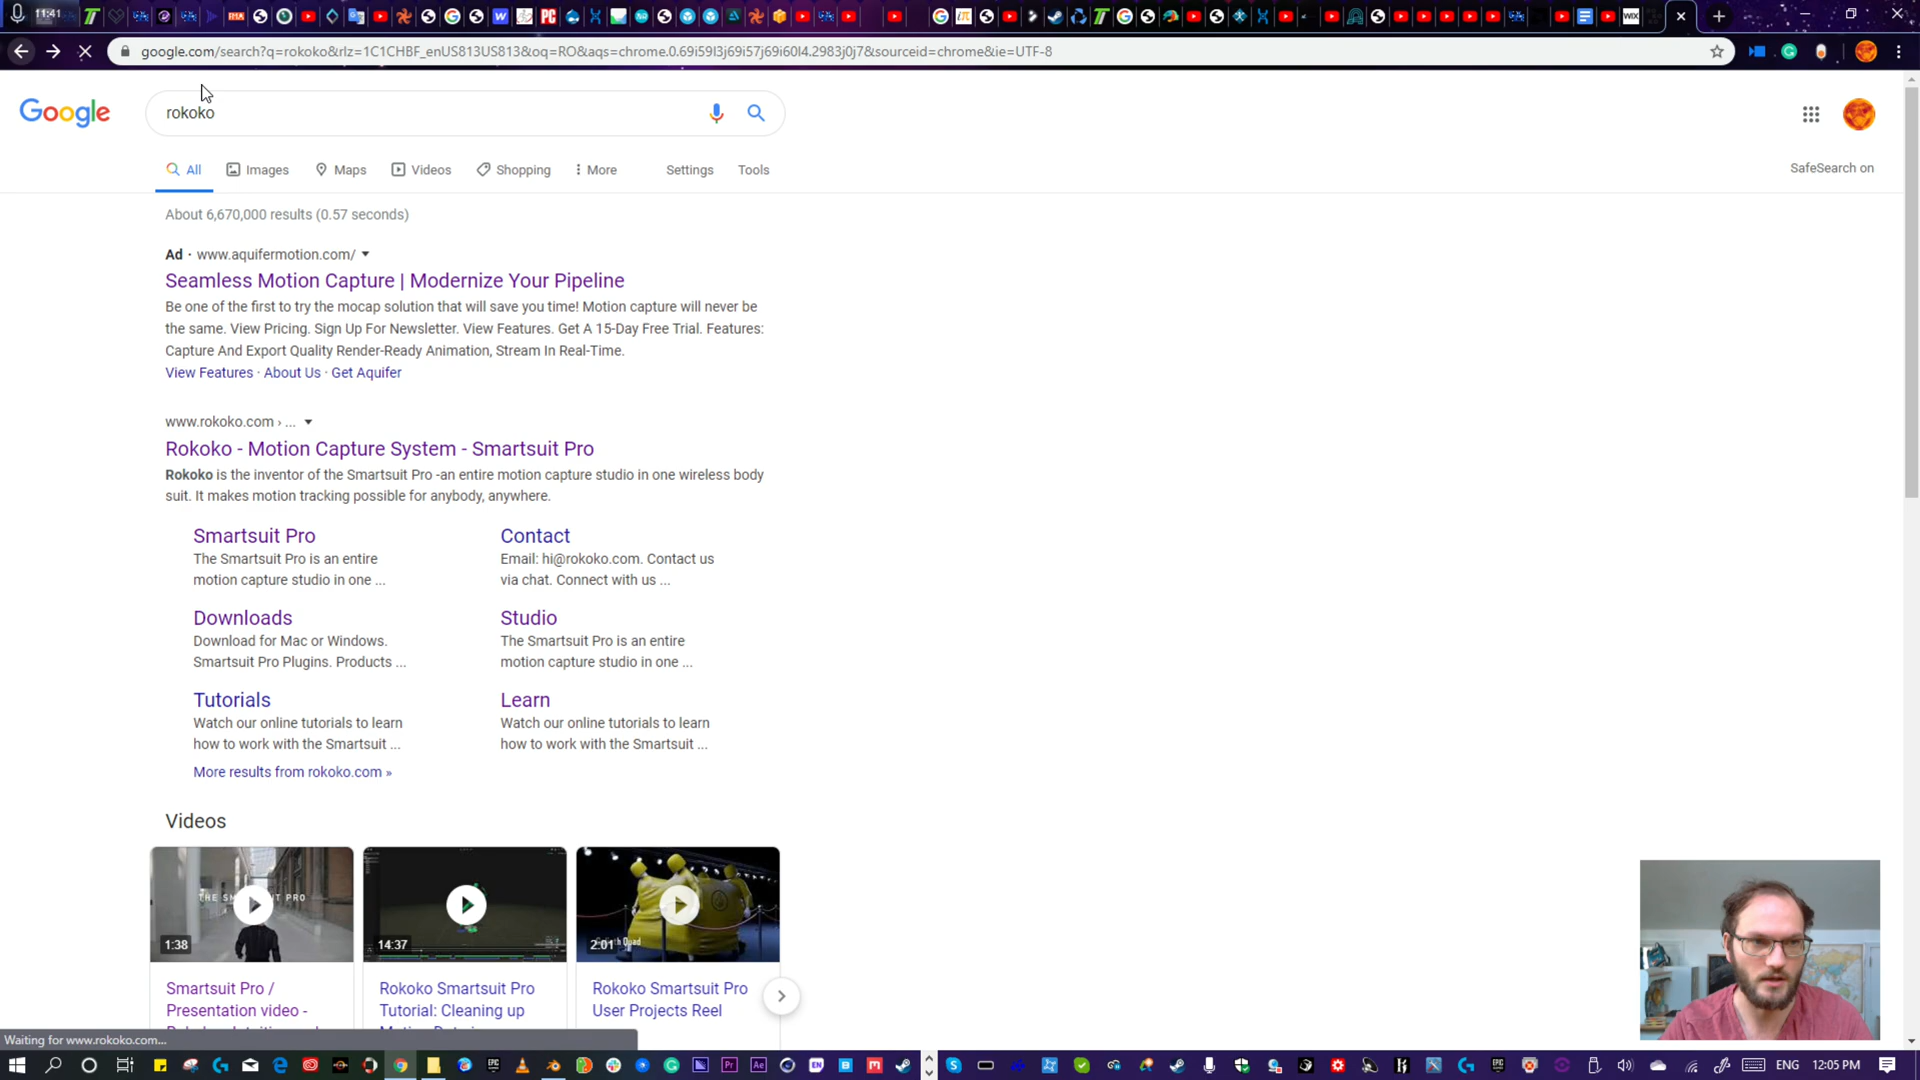 11:41
google.com/search?q=rokoko&rlz=1C1CHBF_enUS813US813&oq=RO&aqs=chrome.0.69i59l3j69i57j69i60l4.2983j0j7&sourceid=chrome&ie=UTF-8
Google
rokoko
All Images Maps Videos Shopping More Settings Tools
SafeSearch on
About 6,670,000 results (0.57 seconds)
Ad · www.aquifermotion.com/
Seamless Motion Capture | Modernize Your Pipeline
Be one of the first to try the mocap solution that will save you time! Motion capture will never be
the same. View Pricing. Sign Up For Newsletter. View Features. Get A 15-Day Free Trial. Features:
Capture And Export Quality Render-Ready Animation, Stream In Real-Time.
View Features · About Us · Get Aquifer
www.rokoko.com › ...
Rokoko - Motion Capture System - Smartsuit Pro
Rokoko is the inventor of the Smartsuit Pro -an entire motion capture studio in one wireless body
suit. It makes motion tracking possible for anybody, anywhere.
Smartsuit Pro
The Smartsuit Pro is an entire
motion capture studio in one ...
Contact
Email: hi@rokoko.com. Contact us
via chat. Connect with us ...
Downloads
Download for Mac or Windows.
Smartsuit Pro Plugins. Products ...
Studio
The Smartsuit Pro is an entire
motion capture studio in one ...
Tutorials
Watch our online tutorials to learn
how to work with the Smartsuit ...
Learn
Watch our online tutorials to learn
how to work with the Smartsuit ...
More results from rokoko.com »
Videos
1:38
14:37
2:01
Smartsuit Pro /
Presentation video -
Rokoko Smartsuit Pro
Tutorial: Cleaning up
Rokoko Smartsuit Pro
User Projects Reel
Waiting for www.rokoko.com...
ENG 12:05 PM